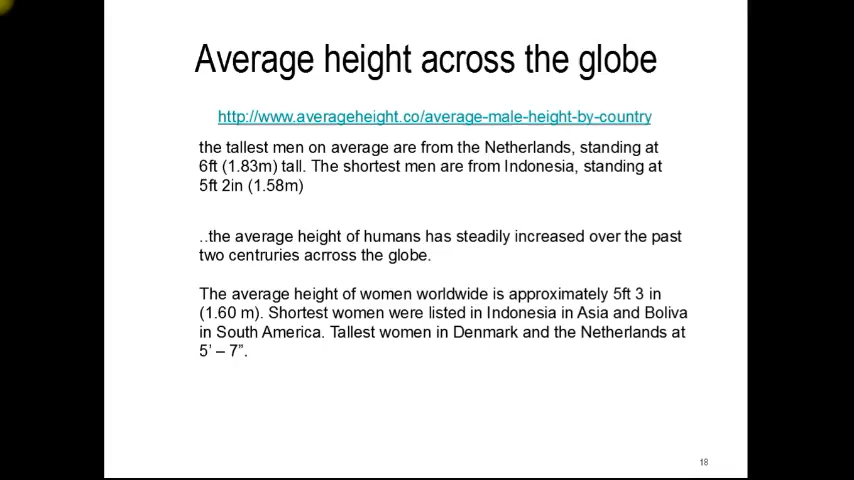 Average height across the globe
http://www.averageheight.co/average-male-height-by-country
the tallest men on average are from the Netherlands, standing at
6ft (1.83m) tall. The shortest men are from Indonesia, standing at
5ft 2in (1.58m)
..the average height of humans has steadily increased over the past
two centruries acrross the globe.
The average height of women worldwide is approximately 5ft 3 in
(1.60 m). Shortest women were listed in Indonesia in Asia and Boliva
in South America. Tallest women in Denmark and the Netherlands at
5’ – 7”.
18